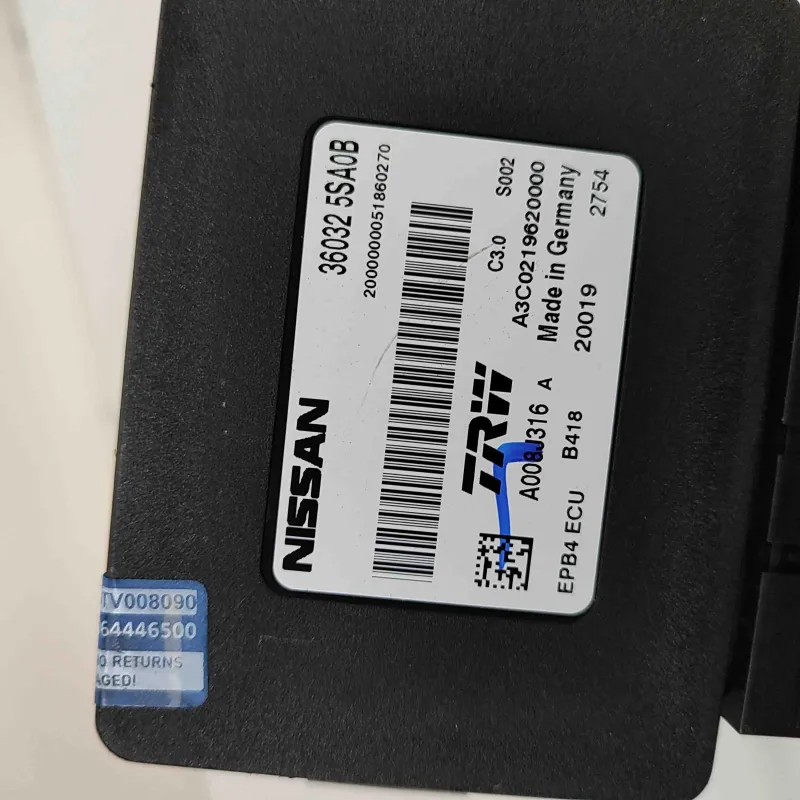 NISSAN
36032 5SA0B
2000000051860270
TRW
C3.0
S002
A008J316 A
A3C0219620000
Made in Germany
EPB4 ECU
B418
20019
2754
TV008090
64446500
RETURNS